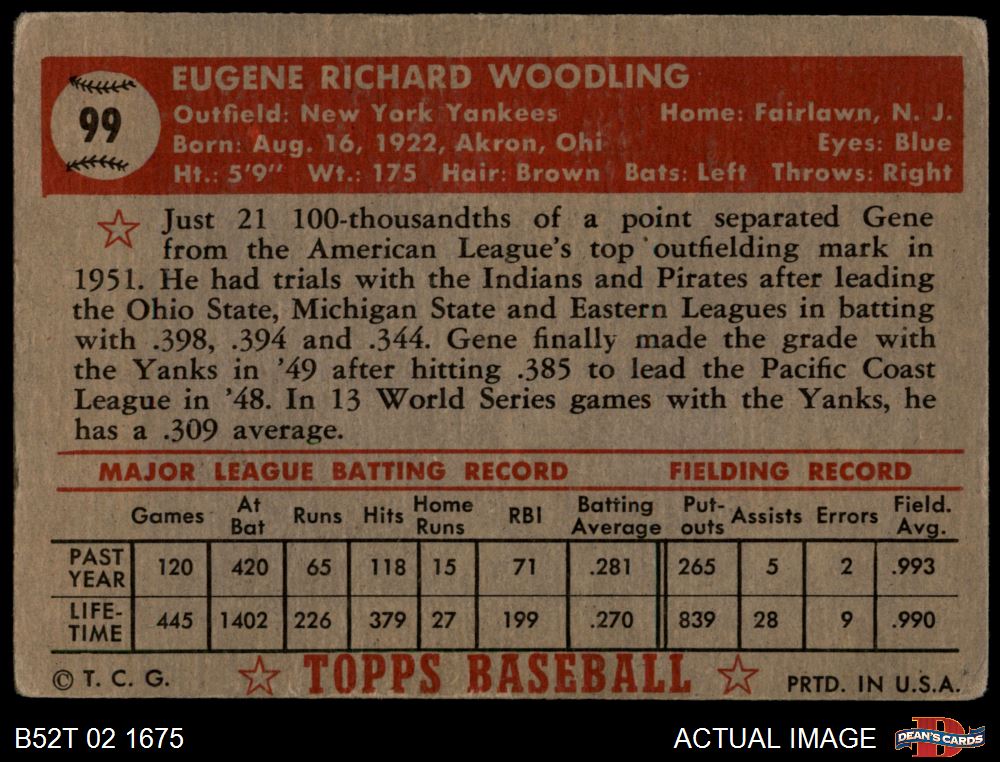 99
EUGENE RICHARD WOODLING
Outfield: New York Yankees Home: Fairlawn, N. J.
Born: Aug. 16, 1922, Akron, Ohi Eyes: Blue
Ht.: 5'9" Wt.: 175 Hair: Brown Bats: Left Throws: Right
Just 21 100-thousandths of a point separated Gene
from the American League's top outfielding mark in
1951. He had trials with the Indians and Pirates after leading
the Ohio State, Michigan State and Eastern Leagues in batting
with .398, .394 and .344. Gene finally made the grade with
the Yanks in '49 after hitting .385 to lead the Pacific Coast
League in '48. In 13 World Series games with the Yanks, he
has a .309 average.
MAJOR LEAGUE BATTING RECORD FIELDING RECORD
Games At Bat Runs Hits Home Runs RBI Batting Average Put-outs Assists Errors Field. Avg.
PAST YEAR 120 420 65 118 15 71 .281 265 5 2 .993
LIFE-TIME 445 1402 226 379 27 199 .270 839 28 9 .990
© T. C. G. TOPPS BASEBALL PRTD. IN U.S.A.
B52T 02 1675 ACTUAL IMAGE DEAN'S CARDS